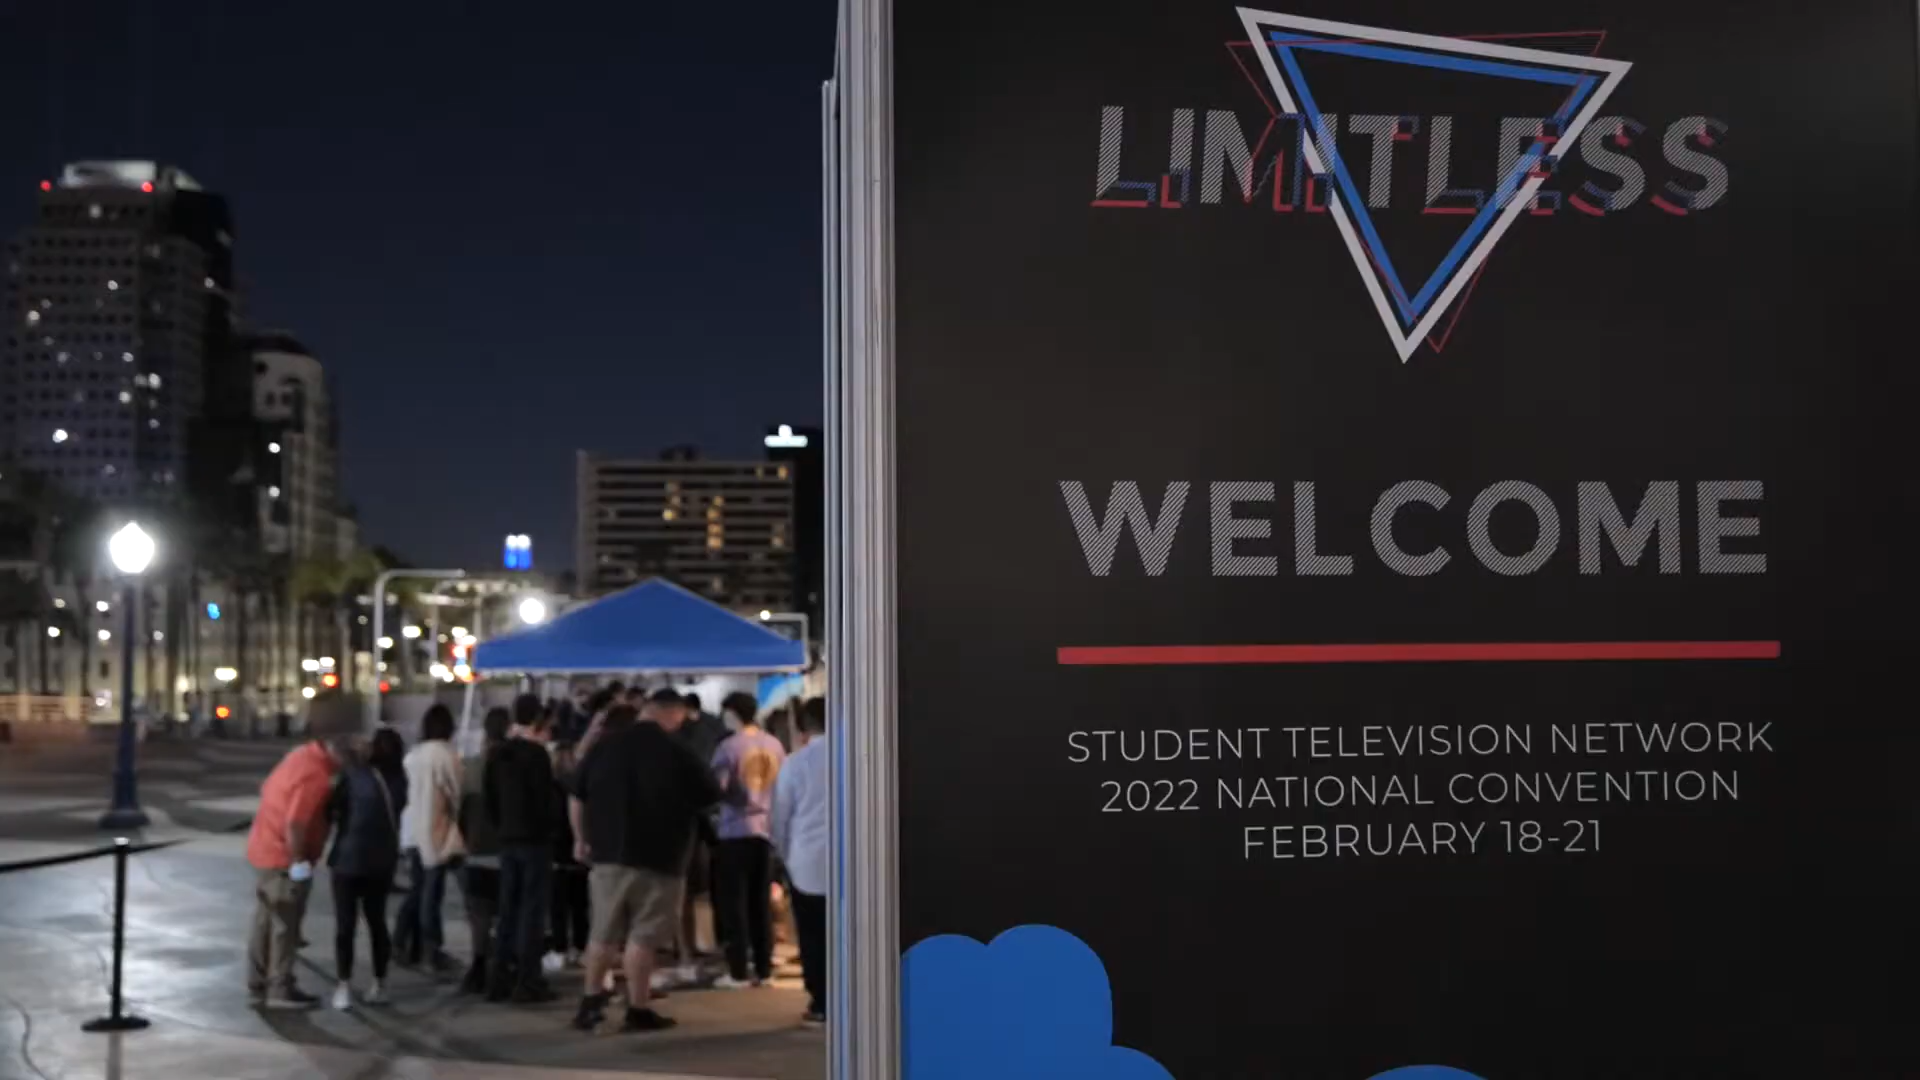 LIMITLESS
WELCOME
STUDENT TELEVISION NETWORK
2022 NATIONAL CONVENTION
FEBRUARY 18-21